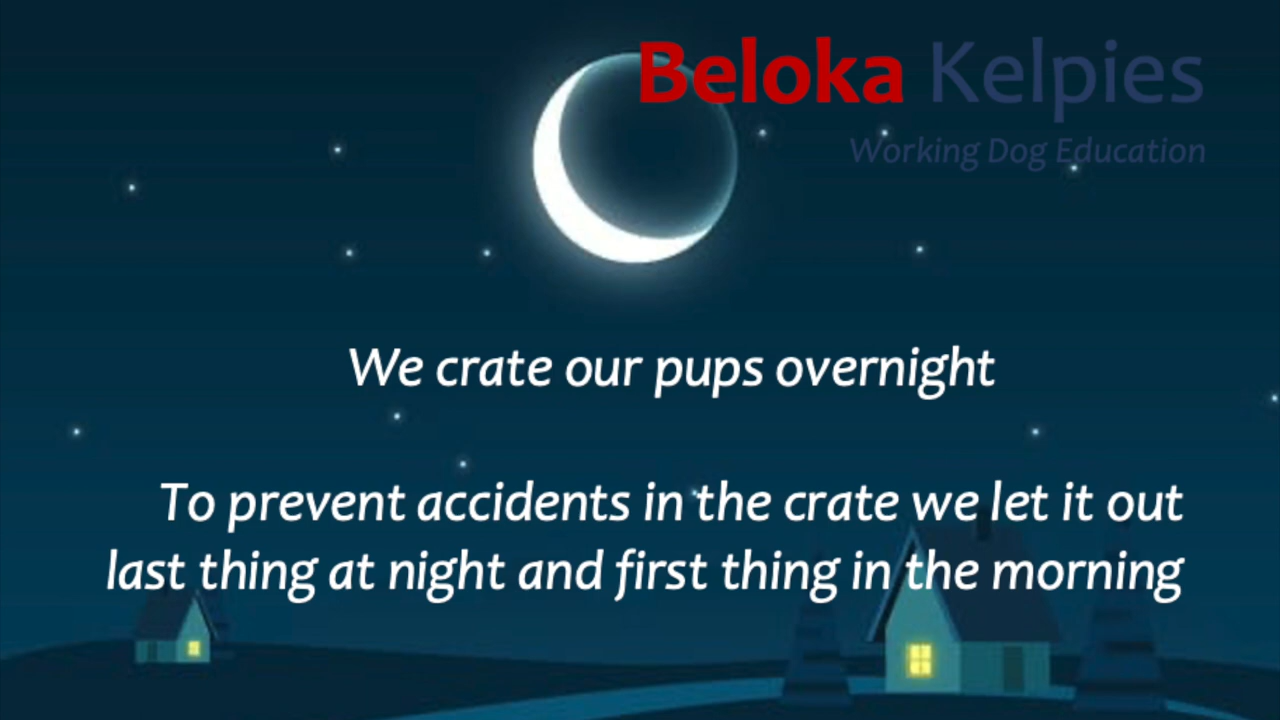 Beloka Kelpies
Working Dog Education
We crate our pups overnight
To prevent accidents in the crate we let it out
last thing at night and first thing in the morning